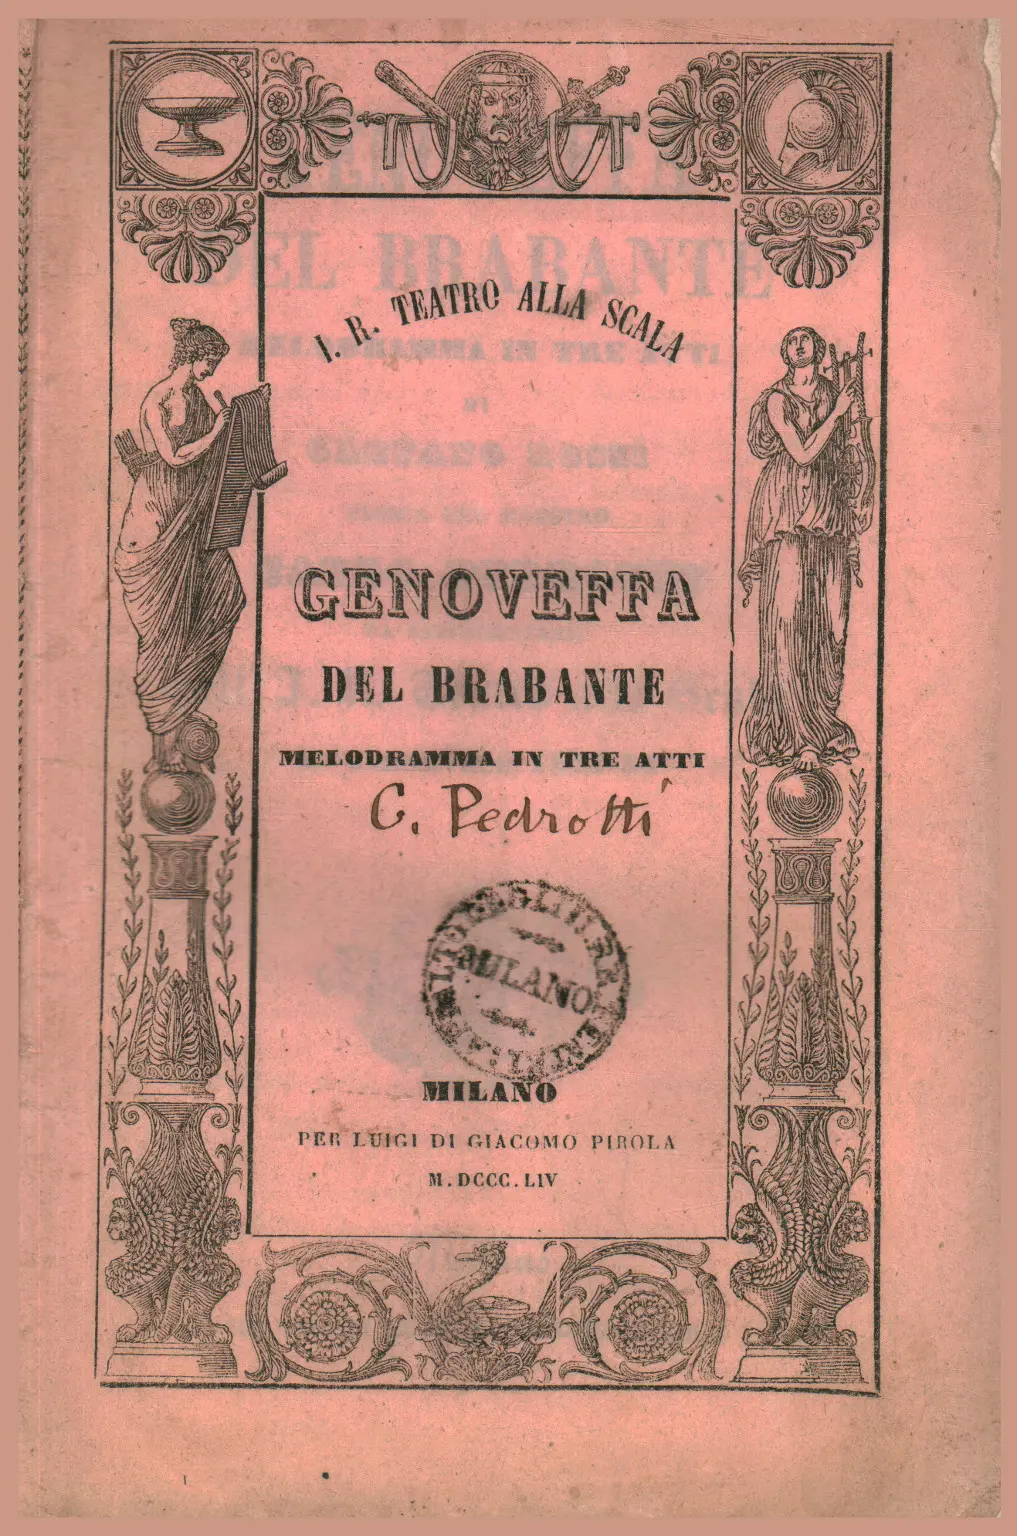 I. R. TEATRO ALLA SCALA
GENOVEFFA
DEL BRABANTE
MELODRAMMA IN TRE ATTI
C. Pedrotti
MILANO
MILANO
PER LUIGI DI GIACOMO PIROLA
M.DCCC.LIV